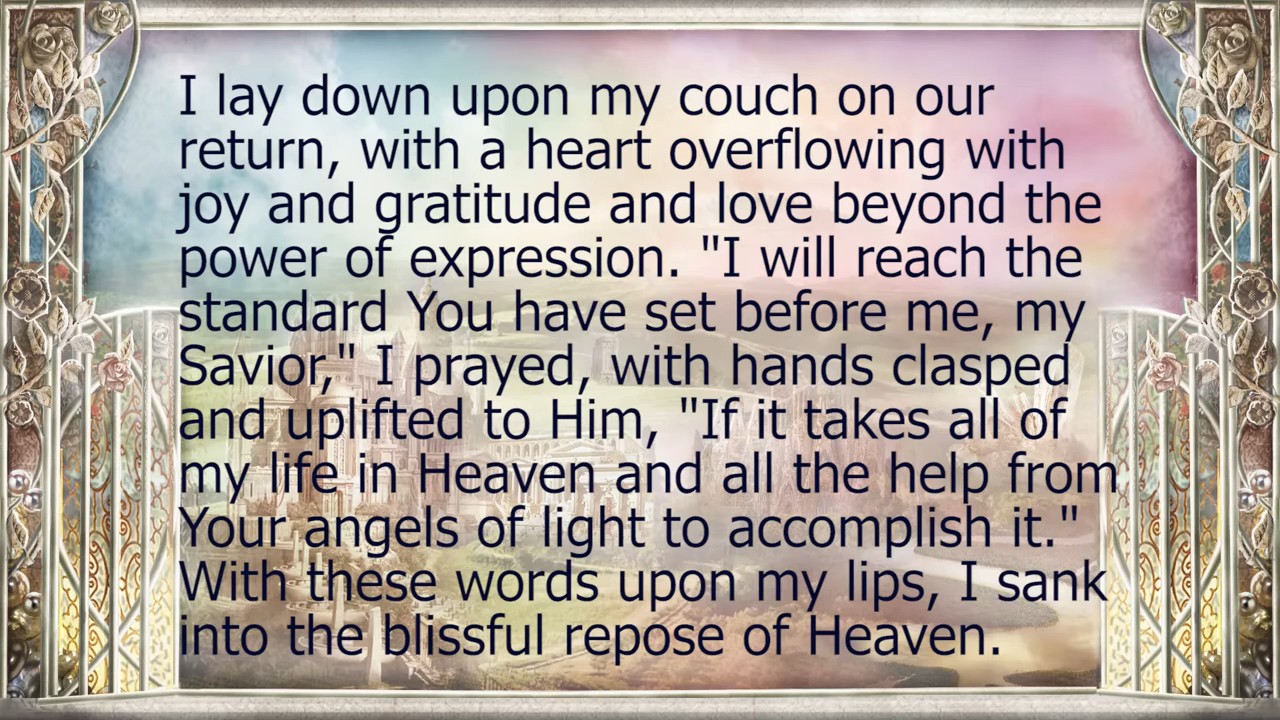 I lay down upon my couch on our
return, with a heart overflowing with
joy and gratitude and love beyond the
power of expression. "I will reach the
standard You have set before me, my
Savior," I prayed, with hands clasped
and uplifted to Him, "If it takes all of
my life in Heaven and all the help from
Your angels of light to accomplish it."
With these words upon my lips, I sank
into the blissful repose of Heaven.